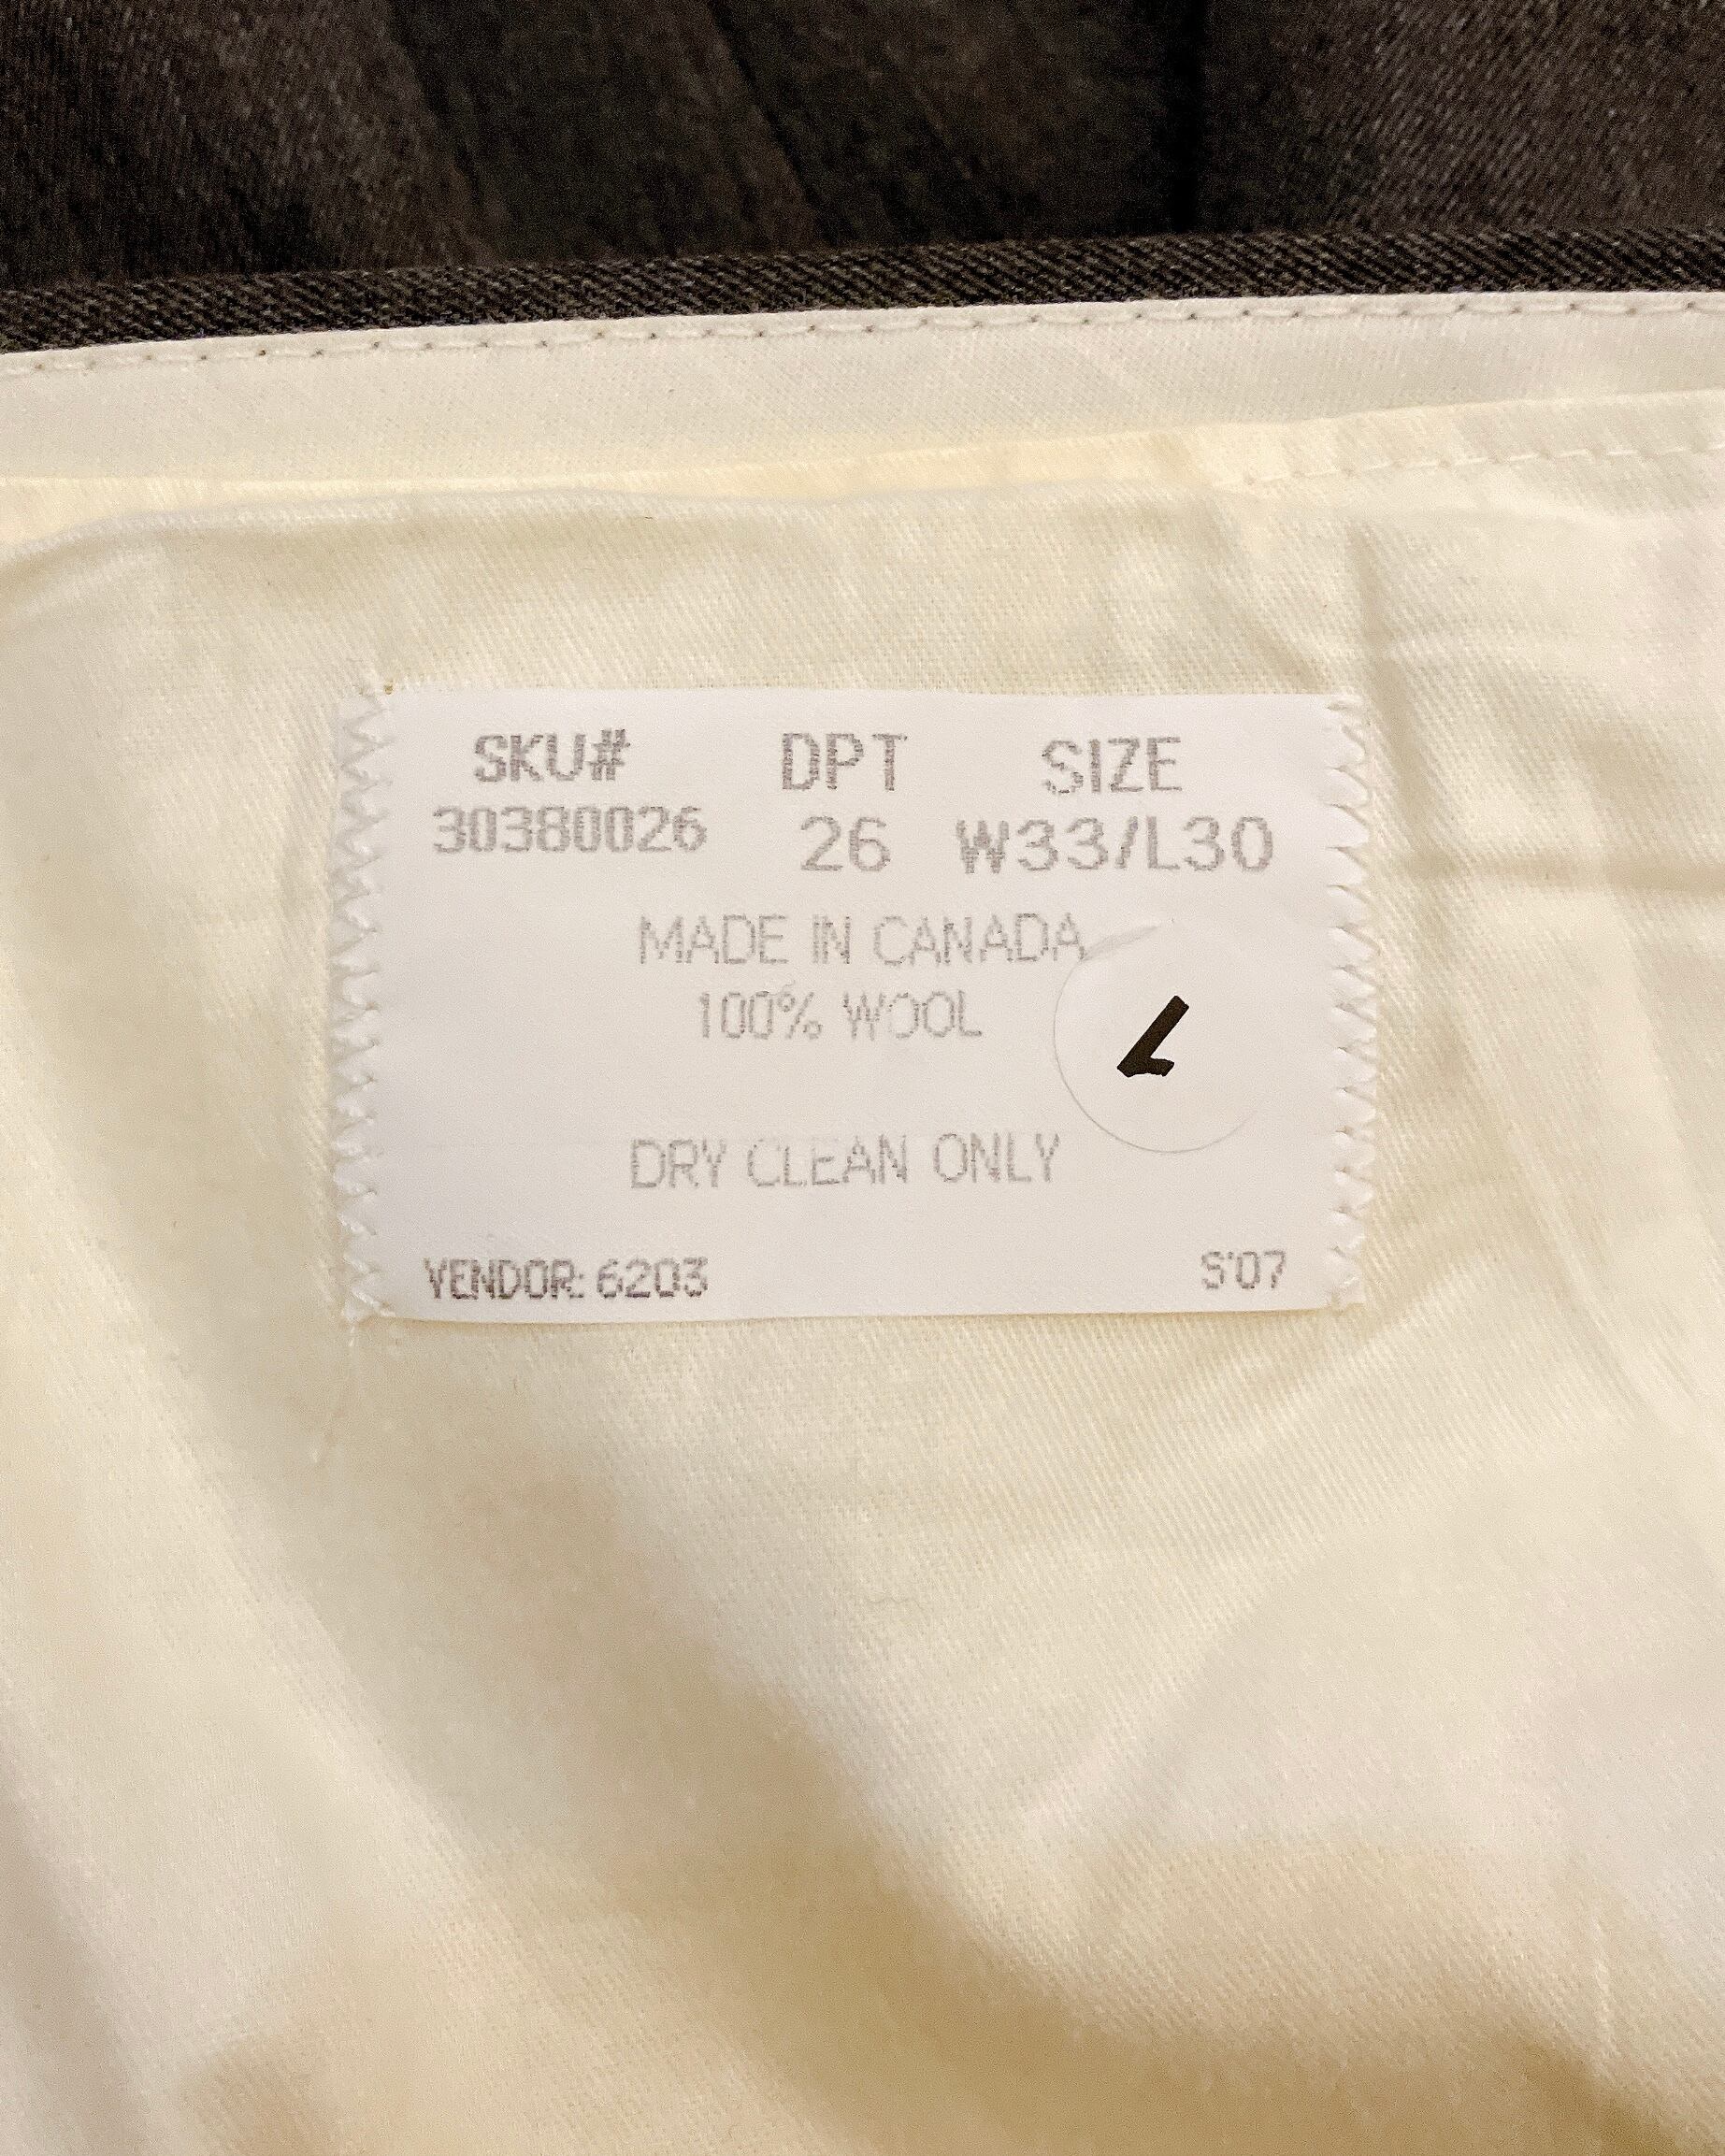 SKU# DPT SIZE
30380026 26 W33/L30
MADE IN CANADA
100% WOOL
DRY CLEAN ONLY
VENDOR: 6203 S'07